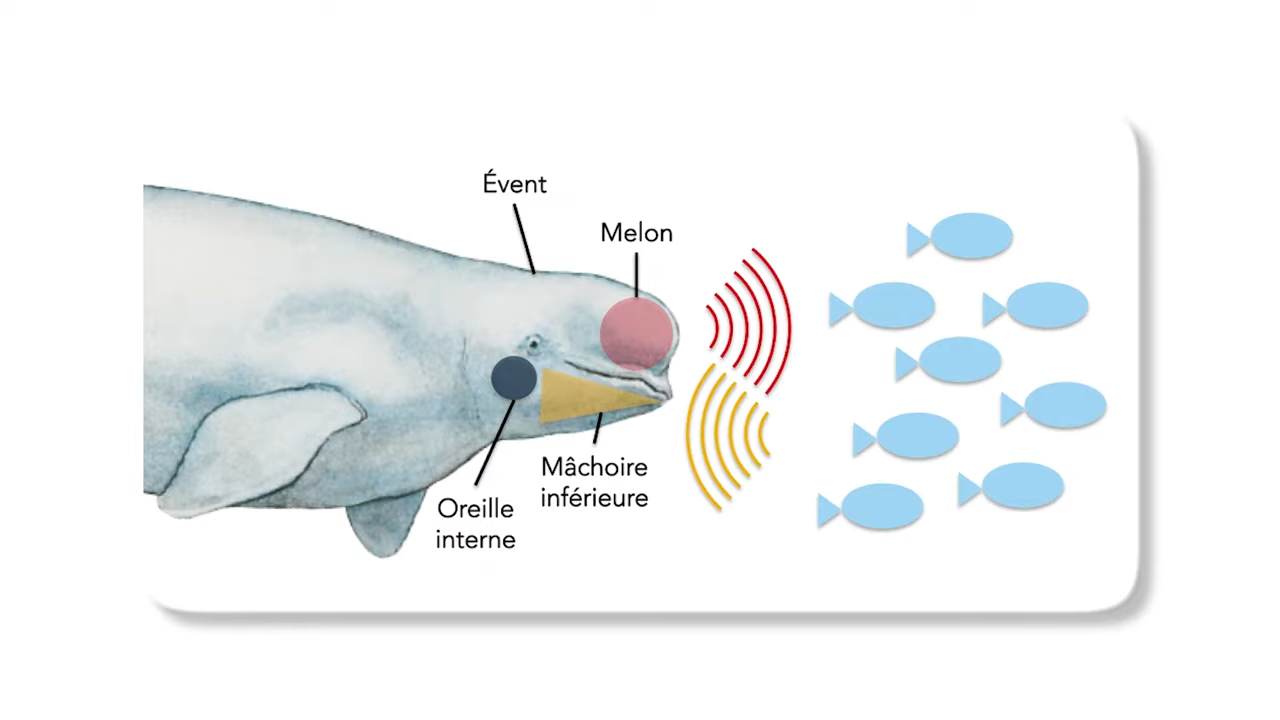 Évent
Melon
Mâchoire
inférieure
Oreille
interne